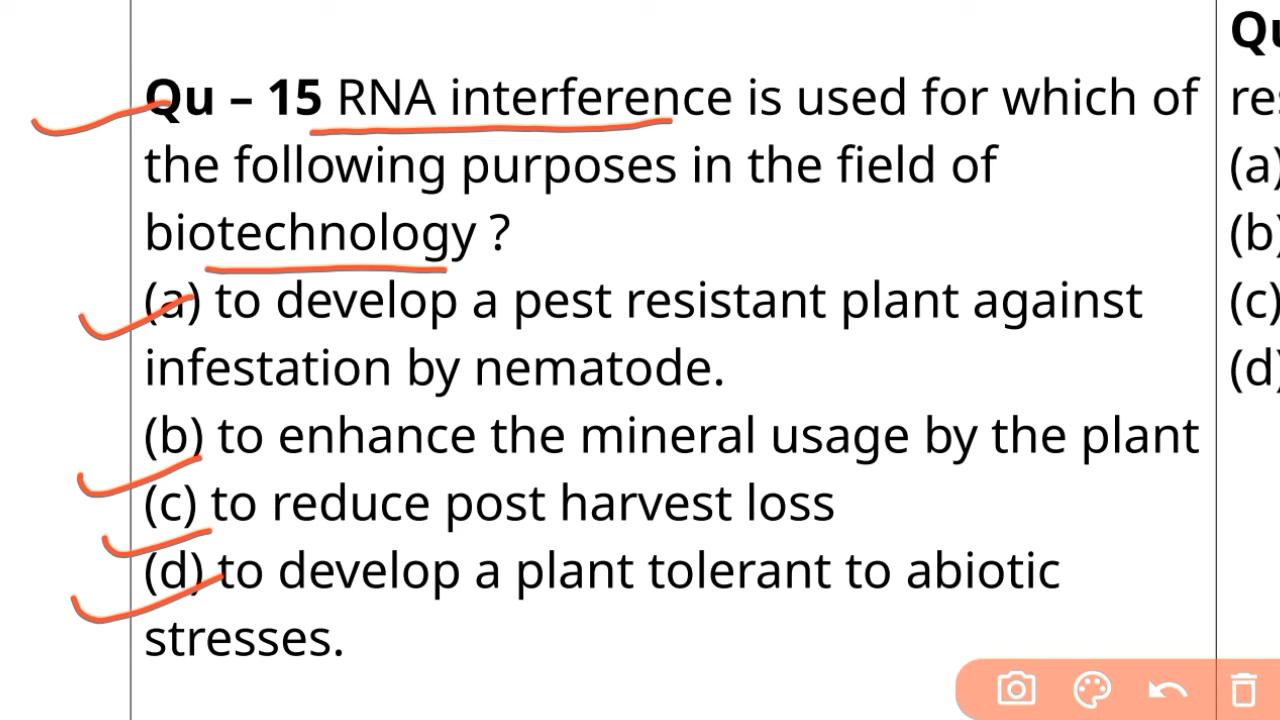 Qu – 15 RNA interference is used for which of
the following purposes in the field of
biotechnology ?
(a) to develop a pest resistant plant against
infestation by nematode.
(b) to enhance the mineral usage by the plant
(c) to reduce post harvest loss
(d) to develop a plant tolerant to abiotic
stresses.
(a)
(b)
(c)
(d)